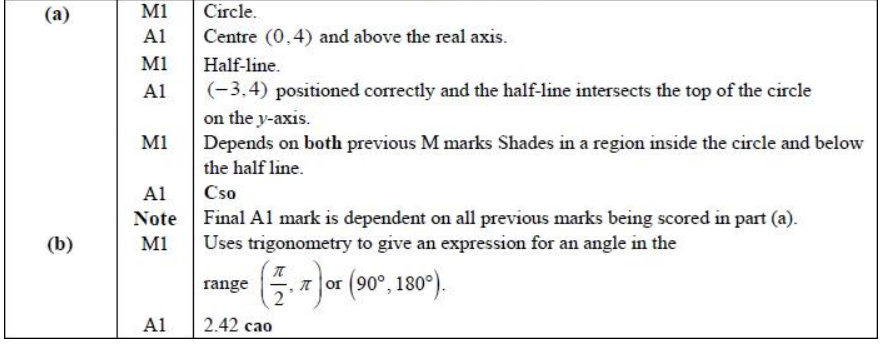 (a) M1 Circle.
A1 Centre (0,4) and above the real axis.
M1 Half-line.
A1 (−3,4) positioned correctly and the half-line intersects the top of the circle
on the y-axis.
M1 Depends on both previous M marks Shades in a region inside the circle and below
the half line.
A1 Cso
Note Final A1 mark is dependent on all previous marks being scored in part (a).
(b) M1 Uses trigonometry to give an expression for an angle in the
range (π/2, π) or (90°, 180°).
A1 2.42 cao